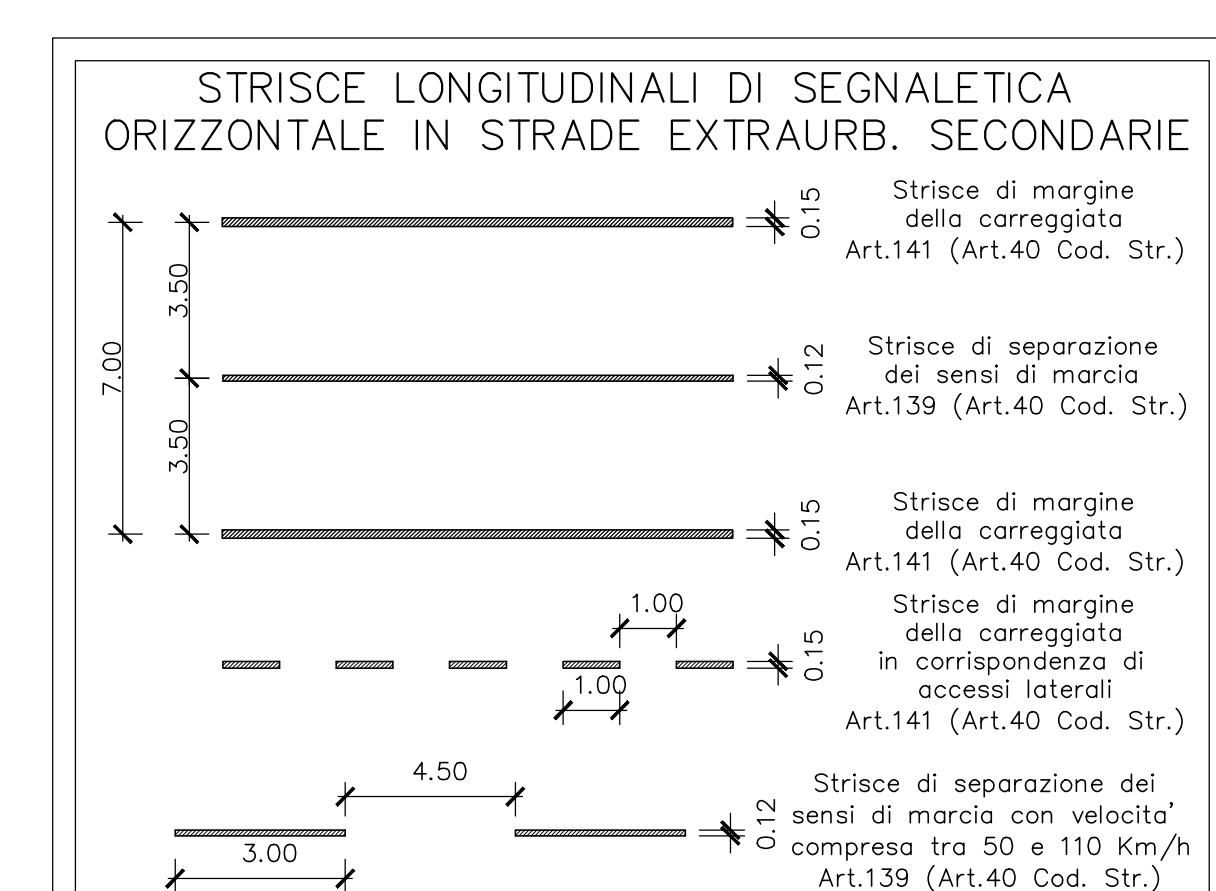 STRISCE LONGITUDINALI DI SEGNALETICA
ORIZZONTALE IN STRADE EXTRAURB. SECONDARIE
7.00
3.50
3.50
0.15
Strisce di margine
della carreggiata
Art.141 (Art.40 Cod. Str.)
0.12
Strisce di separazione
dei sensi di marcia
Art.139 (Art.40 Cod. Str.)
0.15
Strisce di margine
della carreggiata
Art.141 (Art.40 Cod. Str.)
1.00
1.00
0.15
Strisce di margine
della carreggiata
in corrispondenza di
accessi laterali
Art.141 (Art.40 Cod. Str.)
4.50
3.00
0.12
Strisce di separazione dei
sensi di marcia con velocita'
compresa tra 50 e 110 Km/h
Art.139 (Art.40 Cod. Str.)